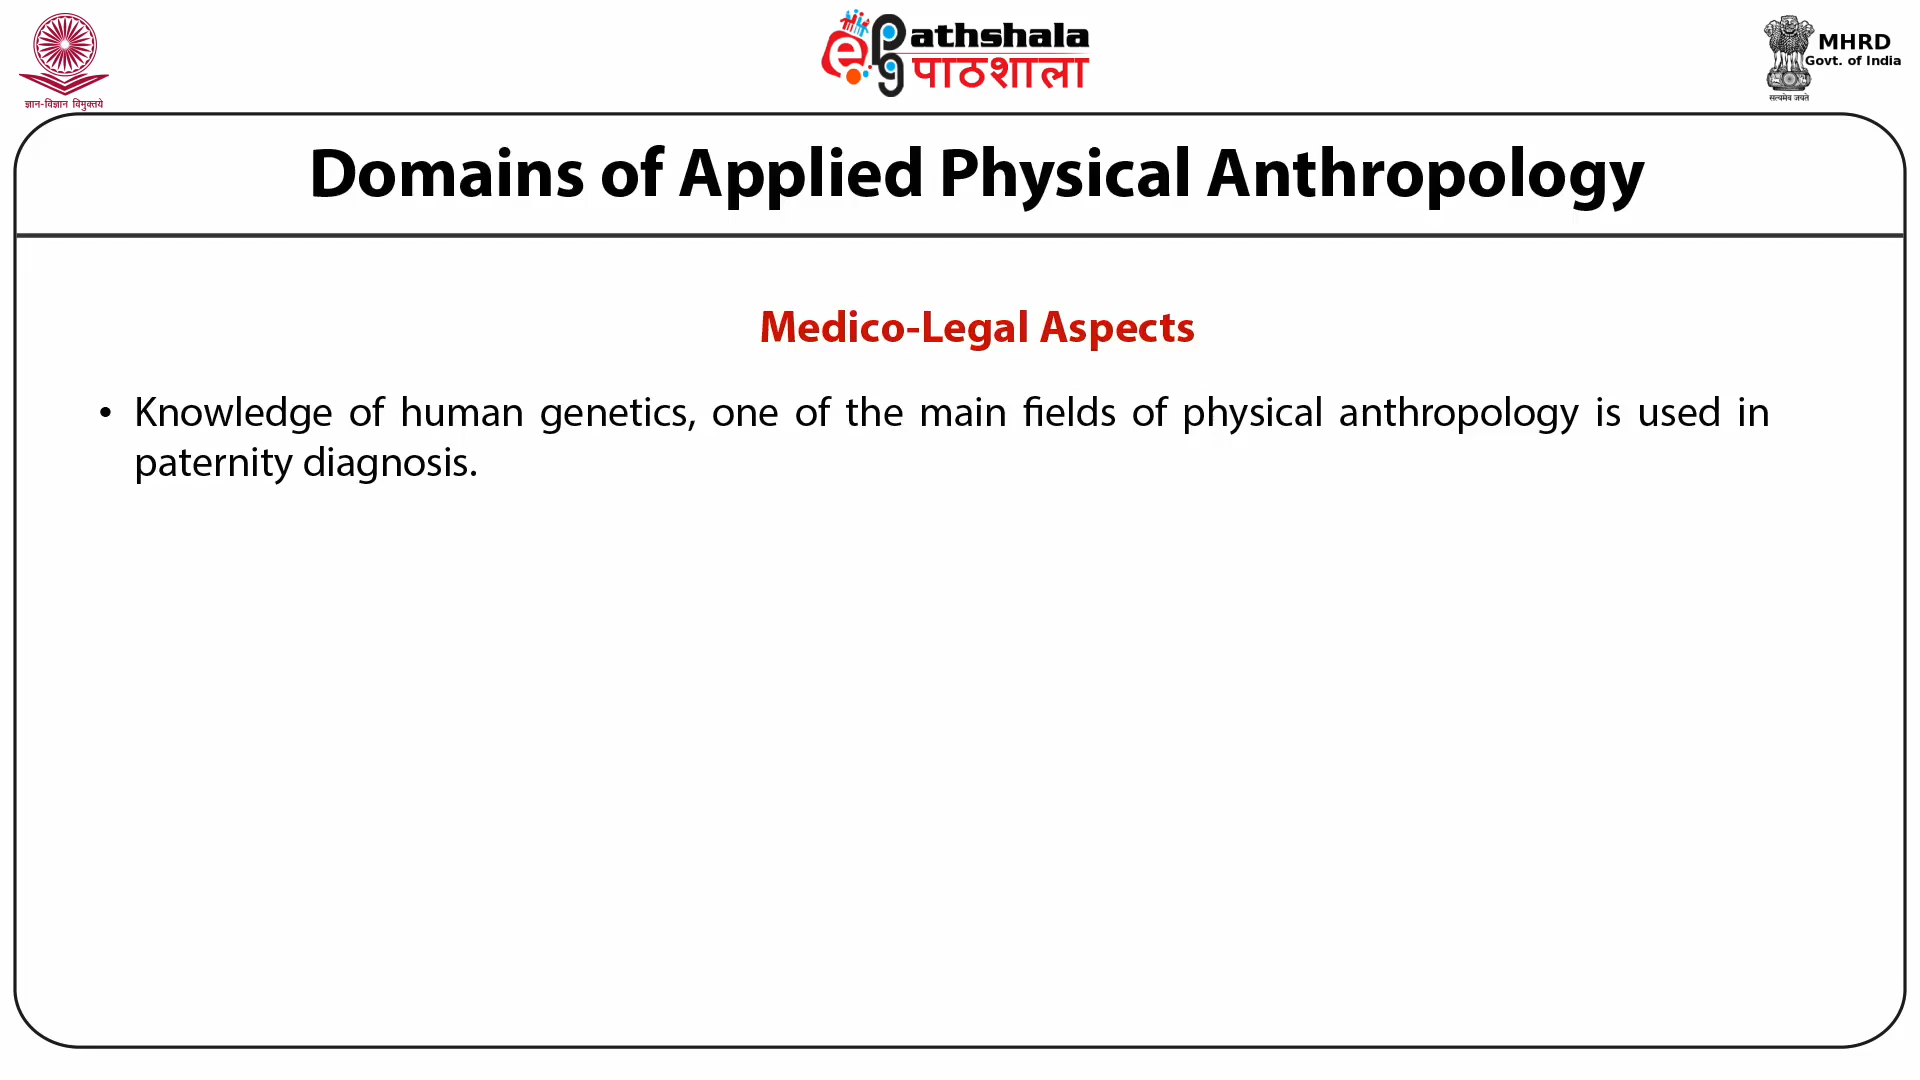 ज्ञान-विज्ञान विमुक्तये
e
pg
athshala
पाठशाला
MHRD
Govt. of India
सत्यमेव जयते
Domains of Applied Physical Anthropology
Medico-Legal Aspects
• Knowledge of human genetics, one of the main fields of physical anthropology is used in
paternity diagnosis.